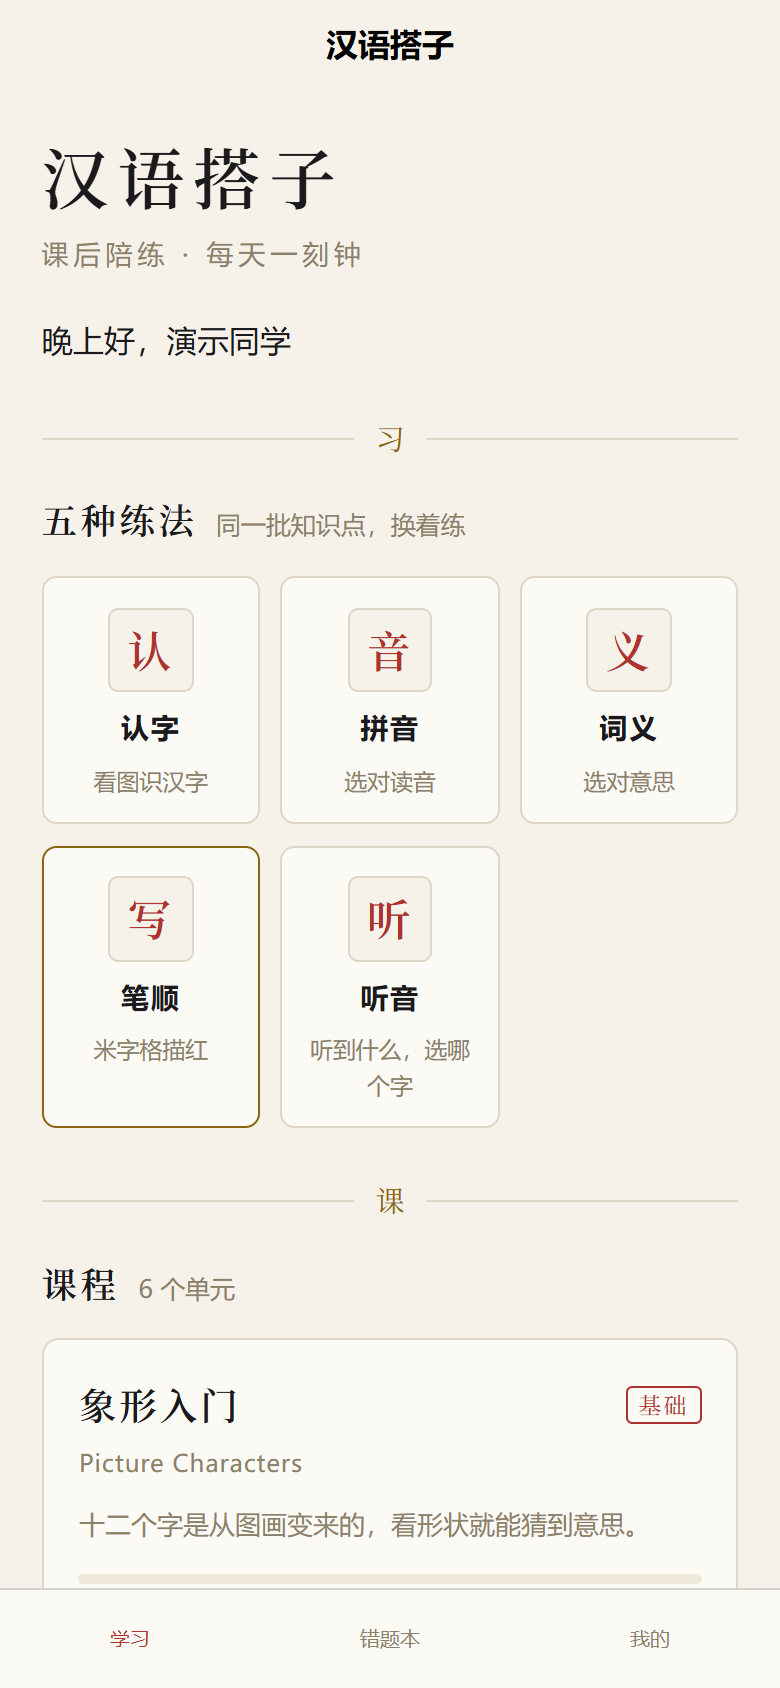 汉语搭子
汉语搭子
课后陪练 · 每天一刻钟
晚上好，演示同学
习
五种练法 同一批知识点，换着练
认 音 义
认字 拼音 词义
看图识汉字 选对读音 选对意思
写 听
笔顺 听音
米字格描红 听到什么，选哪
个字
课
课程 6 个单元
象形入门 基础
Picture Characters
十二个字是从图画变来的，看形状就能猜到意思。
学习 错题本 我的